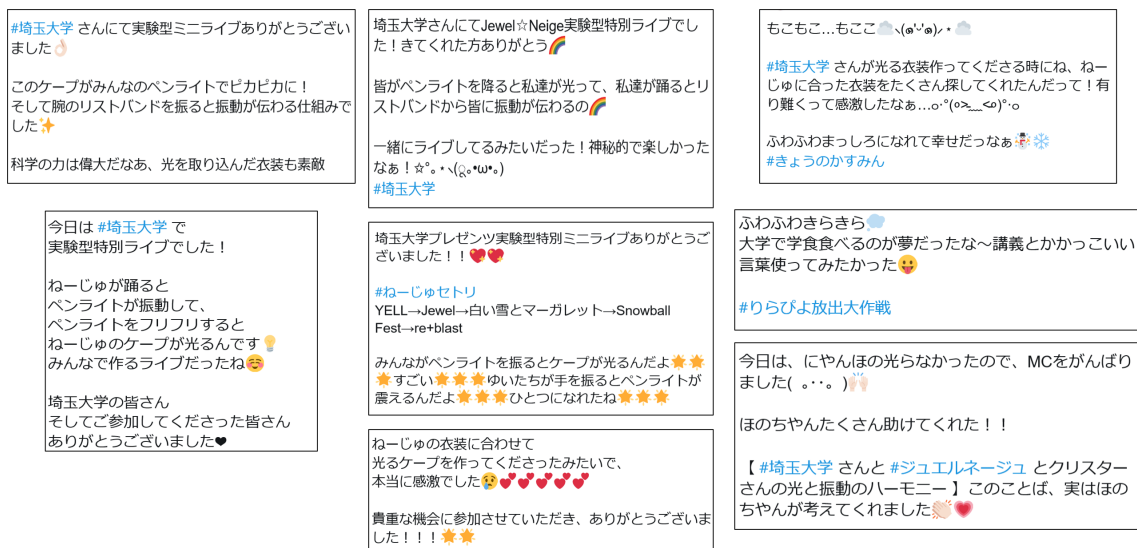 #埼玉大学 さんにて実験型ミニライブありがとうござい
ました👌🏻
このケープがみんなのペンライトでピカピカに！
そして腕のリストバンドを振ると振動が伝わる仕組みで
した✨
科学の力は偉大だなあ、光を取り込んだ衣装も素敵
今日は #埼玉大学 で
実験型特別ライブでした！
ねーじゅが踊ると
ペンライトが振動して、
ペンライトをフリフリすると
ねーじゅのケープが光るんです💡
みんなで作るライブだったね☺️
埼玉大学の皆さん
そしてご参加してくださった皆さん
ありがとうございました❤
埼玉大学さんにてJewel☆Neige実験型特別ライブでし
た！きてくれた方ありがとう🌈
皆がペンライトを降ると私達が光って、私達が踊るとリ
ストバンドから皆に振動が伝わるの🌈
一緒にライブしてるみたいだった！神秘的で楽しかった
なぁ！☆°｡⋆ヽ(ृ｡•ω•｡)
#埼玉大学
埼玉大学プレゼンツ実験型特別ミニライブありがとうご
ざいました！！💖💖
#ねーじゅセトリ
YELL→Jewel→白い雪とマーガレット→Snowball
Fest→re+blast
みんながペンライトを振るとケープが光るんだよ🌟🌟
🌟すごい🌟🌟🌟ゆいたちが手を振るとペンライトが
震えるんだよ🌟🌟🌟ひとつになれたね🌟🌟🌟
ねーじゅの衣装に合わせて
光るケープを作ってくださったみたいで、
本当に感激でした😢💕💕💕💕💕
貴重な機会に参加させていただき、ありがとうございま
した！！！🌟🌟
もこもこ…もここ☁️ヽ(๑'ᵕ'๑)ﾉ⋆☁️
#埼玉大学 さんが光る衣装作ってくださる時にね、ねー
じゅに合った衣装をたくさん探してくれたんだって！有
り難くって感激したなぁ…o･°(⚬˃̵﹏˂̵⚬)°･o
ふわふわまっしろになれて幸せだっなぁ☃️❄️
#きょうのかすみん
ふわふわきらきら💭
大学で学食食べるのが夢だったな〜講義とかかっこいい
言葉使ってみたかった😛
#りらぴよ放出大作戦
今日は、にやんほの光らなかったので、MCをがんばり
ました( ｡･･｡ )🙌🏻
ほのちやんたくさん助けてくれた！！
【 #埼玉大学 さんと #ジュエルネージュ とクリスター
さんの光と振動のハーモニー 】このことば、実はほの
ちやんが考えてくれました👏🏻💗